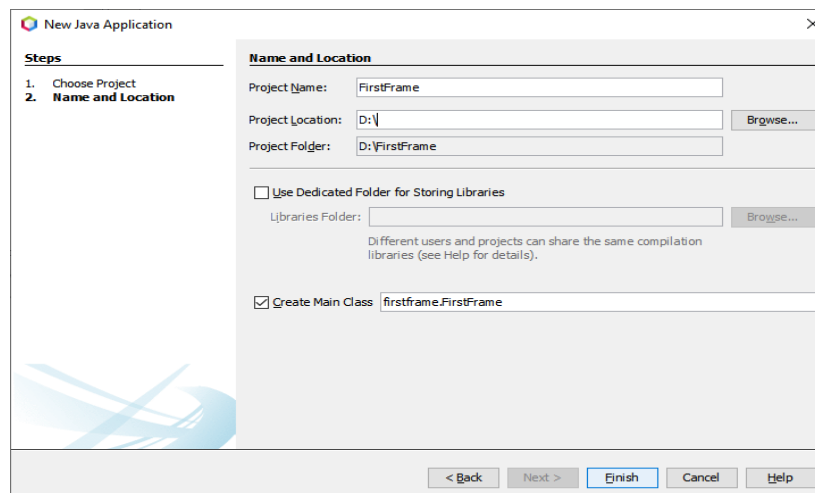 New Java Application
Steps
1. Choose Project
2. Name and Location
Name and Location
Project Name: FirstFrame
Project Location: D:\
Browse...
Project Folder: D:\FirstFrame
Use Dedicated Folder for Storing Libraries
Libraries Folder:
Browse...
Different users and projects can share the same compilation
libraries (see Help for details).
Create Main Class firstframe.FirstFrame
< Back Next > Finish Cancel Help